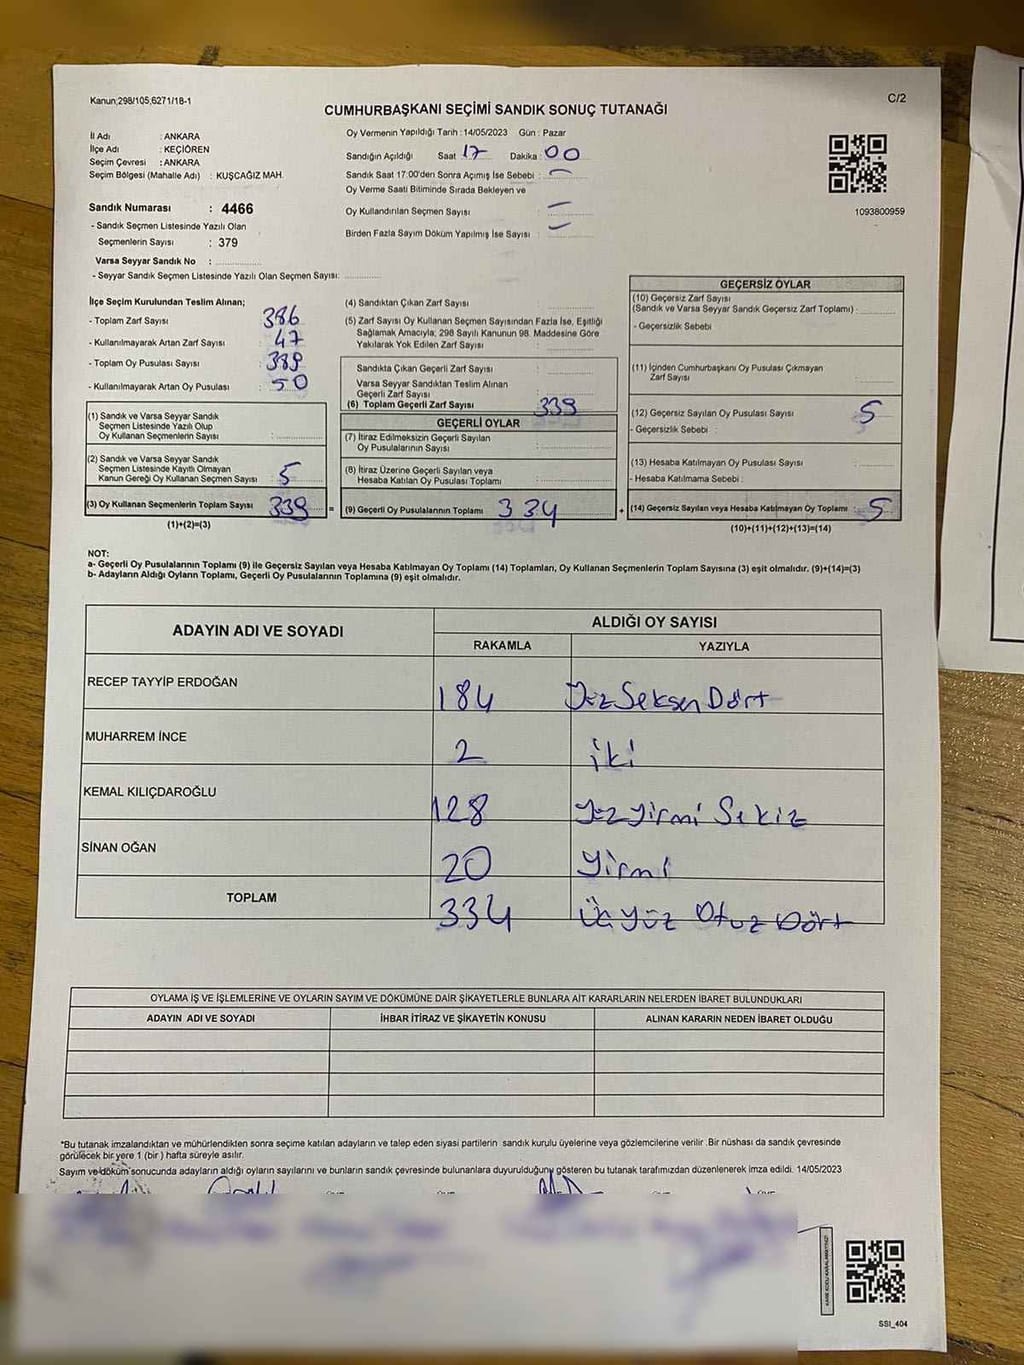 Kanun;298/105;6271/18-1
C/2
CUMHURBAŞKANI SEÇİMİ SANDIK SONUÇ TUTANAĞI
İl Adı : ANKARA
İlçe Adı : KEÇİÖREN
Seçim Çevresi : ANKARA
Seçim Bölgesi (Mahalle Adı) : KUŞCAĞIZ MAH.
Sandık Numarası : 4466
- Sandık Seçmen Listesinde Yazılı Olan
Seçmenlerin Sayısı : 379
Varsa Seyyar Sandık No :
- Seyyar Sandık Seçmen Listesinde Yazılı Olan Seçmen Sayısı:
Oy Vermenin Yapıldığı Tarih : 14/05/2023 Gün : Pazar
Sandığın Açıldığı Saat 17 Dakika : 00
Sandık Saat 17:00'den Sonra Açımış İse Sebebi : -
Oy Verme Saati Bitiminde Sırada Bekleyen ve
Oy Kullandırılan Seçmen Sayısı : -
Birden Fazla Sayım Döküm Yapılmış İse Sayısı : -
1093800959
İlçe Seçim Kurulundan Teslim Alınan;
- Toplam Zarf Sayısı : 386
- Kullanılmayarak Artan Zarf Sayısı : 47
- Toplam Oy Pusulası Sayısı : 389
- Kullanılmayarak Artan Oy Pusulası : 50
(1) Sandık ve Varsa Seyyar Sandık
Seçmen Listesinde Yazılı Olup
Oy Kullanan Seçmenlerin Sayısı :
(2) Sandık ve Varsa Seyyar Sandık
Seçmen Listesinde Kayıtlı Olmayan
Kanun Gereği Oy Kullanan Seçmen Sayısı : 5
(3) Oy Kullanan Seçmenlerin Toplam Sayısı : 339 =
(1)+(2)=(3)
(4) Sandıktan Çıkan Zarf Sayısı :
(5) Zarf Sayısı Oy Kullanan Seçmen Sayısından Fazla İse, Eşitliği
Sağlamak Amacıyla, 298 Sayılı Kanunun 98. Maddesine Göre
Yakılarak Yok Edilen Zarf Sayısı :
Sandıkta Çıkan Geçerli Zarf Sayısı :
Varsa Seyyar Sandıktan Teslim Alınan
Geçerli Zarf Sayısı :
(6) Toplam Geçerli Zarf Sayısı : 339
GEÇERLİ OYLAR
(7) İtiraz Edilmeksizin Geçerli Sayılan
Oy Pusulalarının Sayısı :
(8) İtiraz Üzerine Geçerli Sayılan veya
Hesaba Katılan Oy Pusulası Toplamı :
(9) Geçerli Oy Pusulalarının Toplamı : 334 +
GEÇERSİZ OYLAR
(10) Geçersiz Zarf Sayısı
(Sandık ve Varsa Seyyar Sandık Geçersiz Zarf Toplamı) :
- Geçersizlik Sebebi :
(11) İçinden Cumhurbaşkanı Oy Pusulası Çıkmayan
Zarf Sayısı :
(12) Geçersiz Sayılan Oy Pusulası Sayısı : 5
- Geçersizlik Sebebi :
(13) Hesaba Katılmayan Oy Pusulası Sayısı :
- Hesaba Katılmama Sebebi :
(14) Geçersiz Sayılan veya Hesaba Katılmayan Oy Toplamı : 5
(10)+(11)+(12)+(13)=(14)
NOT:
a- Geçerli Oy Pusulalarının Toplamı (9) ile Geçersiz Sayılan veya Hesaba Katılmayan Oy Toplamı (14) Toplamları, Oy Kullanan Seçmenlerin Toplam Sayısına (3) eşit olmalıdır. (9)+(14)=(3)
b- Adayların Aldığı Oyların Toplamı, Geçerli Oy Pusulalarının Toplamına (9) eşit olmalıdır.
ADAYIN ADI VE SOYADI
ALDIĞI OY SAYISI
RAKAMLA YAZIYLA
RECEP TAYYİP ERDOĞAN 184 Yüz Seksen Dört
MUHARREM İNCE 2 iki
KEMAL KILIÇDAROĞLU 128 Yüz Yirmi Sekiz
SİNAN OĞAN 20 Yirmi
TOPLAM 334 Üç Yüz Otuz Dört
OYLAMA İŞ VE İŞLEMLERİNE VE OYLARIN SAYIM VE DÖKÜMÜNE DAİR ŞİKAYETLERLE BUNLARA AİT KARARLARIN NELERDEN İBARET BULUNDUKLARI
ADAYIN ADI VE SOYADI İHBAR İTİRAZ VE ŞİKAYETİN KONUSU ALINAN KARARIN NEDEN İBARET OLDUĞU
*Bu tutanak imzalandıktan ve mühürlendikten sonra seçime katılan adayların ve talep eden siyasi partilerin sandık kurulu üyelerine veya gözlemcilerine verilir .Bir nüshası da sandık çevresinde
görülecek bir yere 1 (bir ) hafta süreyle asılır.
Sayım ve döküm sonucunda adayların aldığı oyların sayılarını ve bunların sandık çevresinde bulunanlara duyurulduğunu gösteren bu tutanak tarafımızdan düzenlenerek imza edildi. 14/05/2023
SSI_404